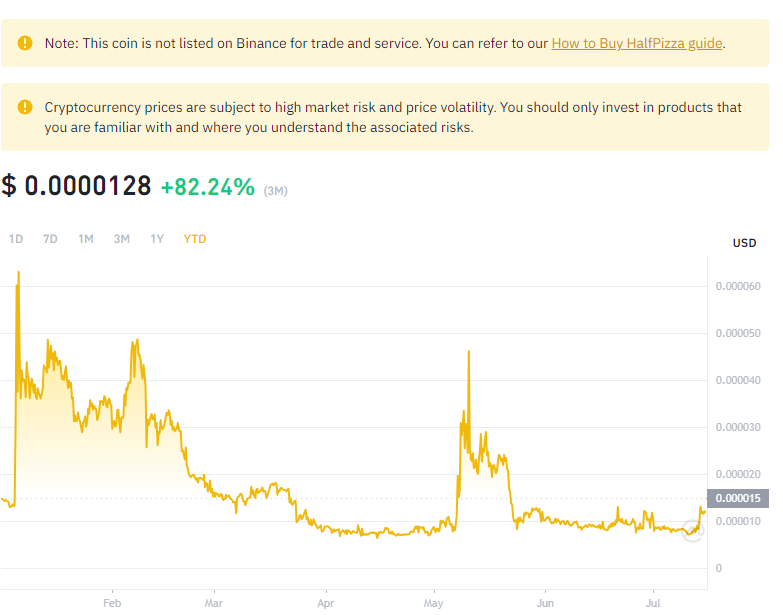 Note: This coin is not listed on Binance for trade and service. You can refer to our How to Buy HalfPizza guide.
Cryptocurrency prices are subject to high market risk and price volatility. You should only invest in products that
you are familiar with and where you understand the associated risks.
$ 0.0000128 +82.24% (3M)
1D 7D 1M 3M 1Y YTD
USD
0.000060
0.000050
0.000040
0.000030
0.000020
0.000015
0.000010
0
Feb Mar Apr May Jun Jul